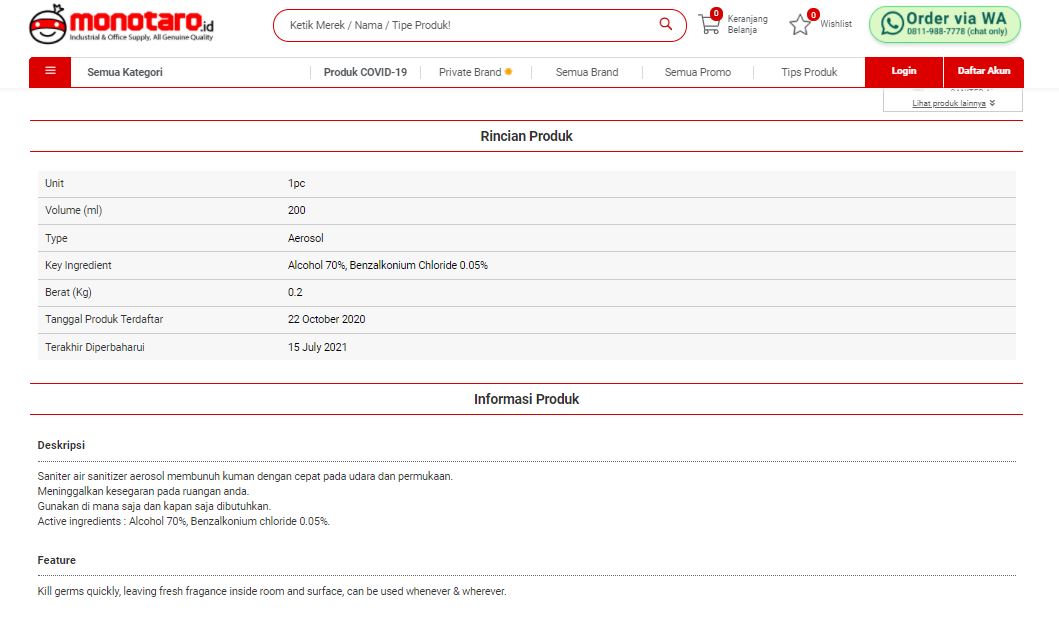 monotaro.id
Industrial & Office Supply, All Genuine Quality
Ketik Merek / Nama / Tipe Produk!
0
Keranjang
Belanja
0
Wishlist
Order via WA
0811-988-7778 (chat only)
Semua Kategori
Produk COVID-19
Private Brand
Semua Brand
Semua Promo
Tips Produk
Login
Daftar Akun
Lihat produk lainnya
Rincian Produk
Unit 1pc
Volume (ml) 200
Type Aerosol
Key Ingredient Alcohol 70%, Benzalkonium Chloride 0.05%
Berat (Kg) 0.2
Tanggal Produk Terdaftar 22 October 2020
Terakhir Diperbaharui 15 July 2021
Informasi Produk
Deskripsi
Saniter air sanitizer aerosol membunuh kuman dengan cepat pada udara dan permukaan.
Meninggalkan kesegaran pada ruangan anda.
Gunakan di mana saja dan kapan saja dibutuhkan.
Active ingredients : Alcohol 70%, Benzalkonium chloride 0.05%.
Feature
Kill germs quickly, leaving fresh fragance inside room and surface, can be used whenever & wherever.